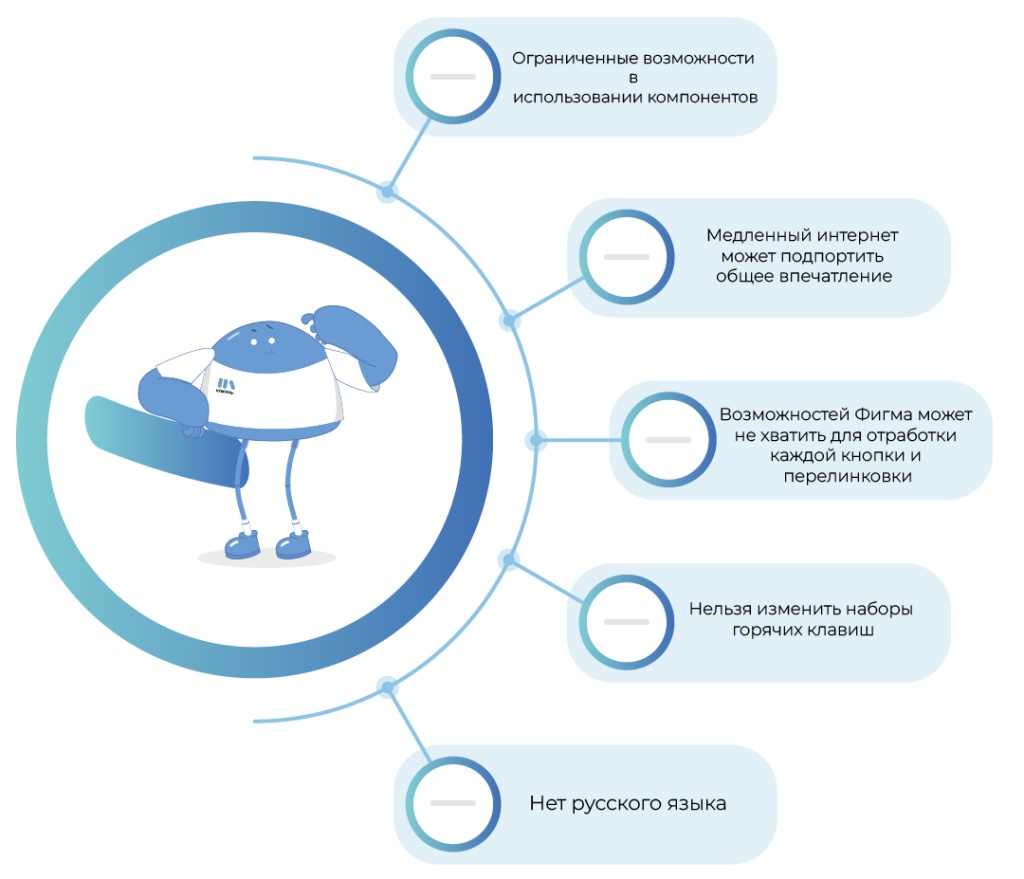 Ограниченные возможности
в
использовании компонентов
Медленный интернет
может подпортить
общее впечатление
Возможностей Фигма может
не хватить для отработки
каждой кнопки и
перелинковки
Нельзя изменить наборы
горячих клавиш
Нет русского языка